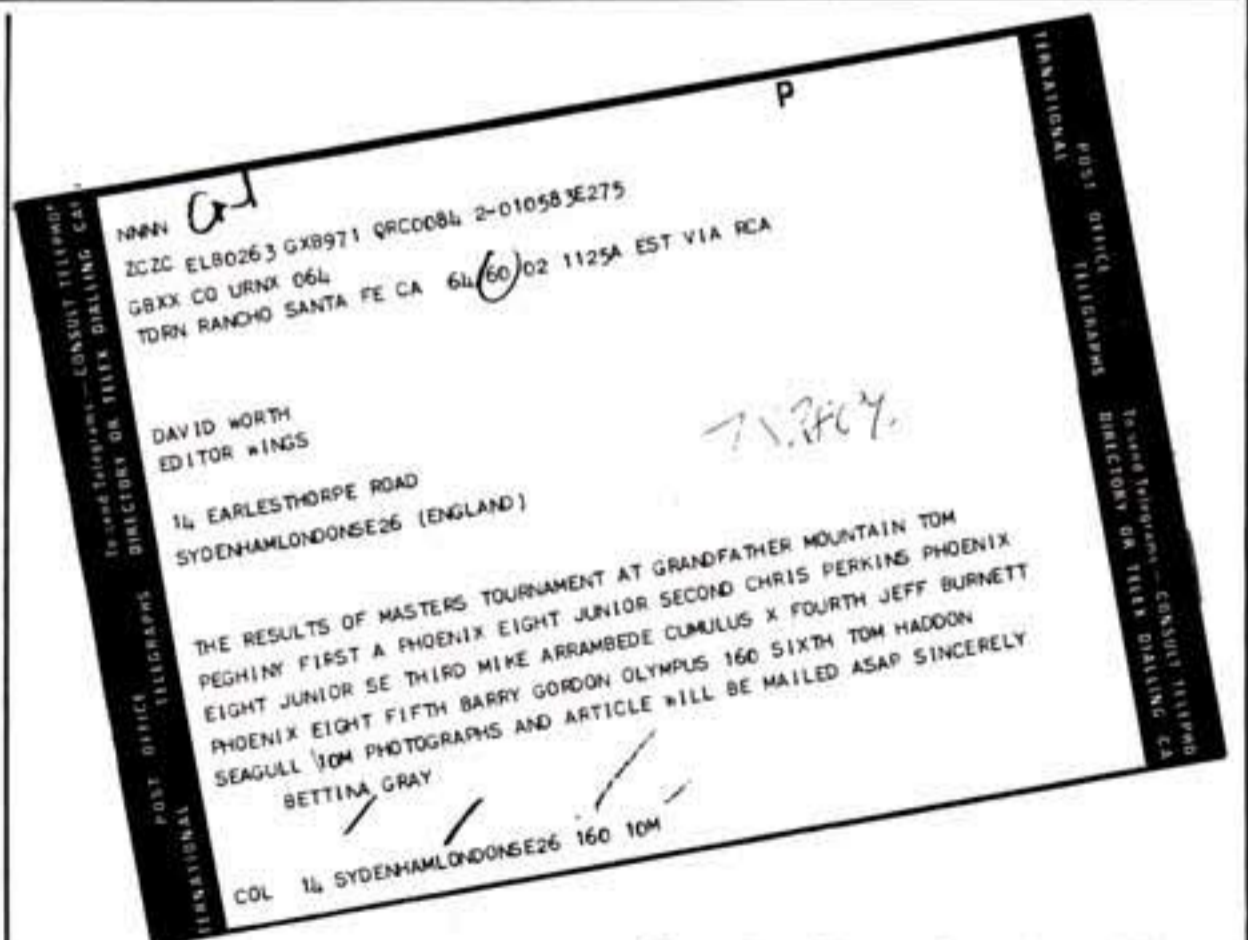 P
NNNN
ZCZC EL80263 GXB971 QRC0084 2-010583E275
GBXX CO URNX 064
TDRN RANCHO SANTA FE CA 64/60/02 1125A EST VIA RCA
DAVID WORTH
EDITOR WINGS
14 EARLESTHORPE ROAD
SYDENHAMLONDONSE26 (ENGLAND)
THE RESULTS OF MASTERS TOURNAMENT AT GRANDFATHER MOUNTAIN TOM
PEGHINY FIRST A PHOENIX EIGHT JUNIOR SECOND CHRIS PERKINS PHOENIX
EIGHT JUNIOR SE THIRD MIKE ARRAMBEDE CUMULUS X FOURTH JEFF BURNETT
PHOENIX EIGHT FIFTH BARRY GORDON OLYMPUS 160 SIXTH TOM HADDON
SEAGULL 10M PHOTOGRAPHS AND ARTICLE WILL BE MAILED ASAP SINCERELY
BETTINA GRAY
COL 14 SYDENHAMLONDONSE26 160 10M
TERNATIONAL POST OFFICE TELEGRAPHS
To send Telegrams — CONSULT TELEPHO
DIRECTORY OR TELEX DIALLING CA
TERNATIONAL POST OFFICE TELEGRAPHS
To send Telegrams — CONSULT TELEPHO
DIRECTORY OR TELEX DIALLING CA